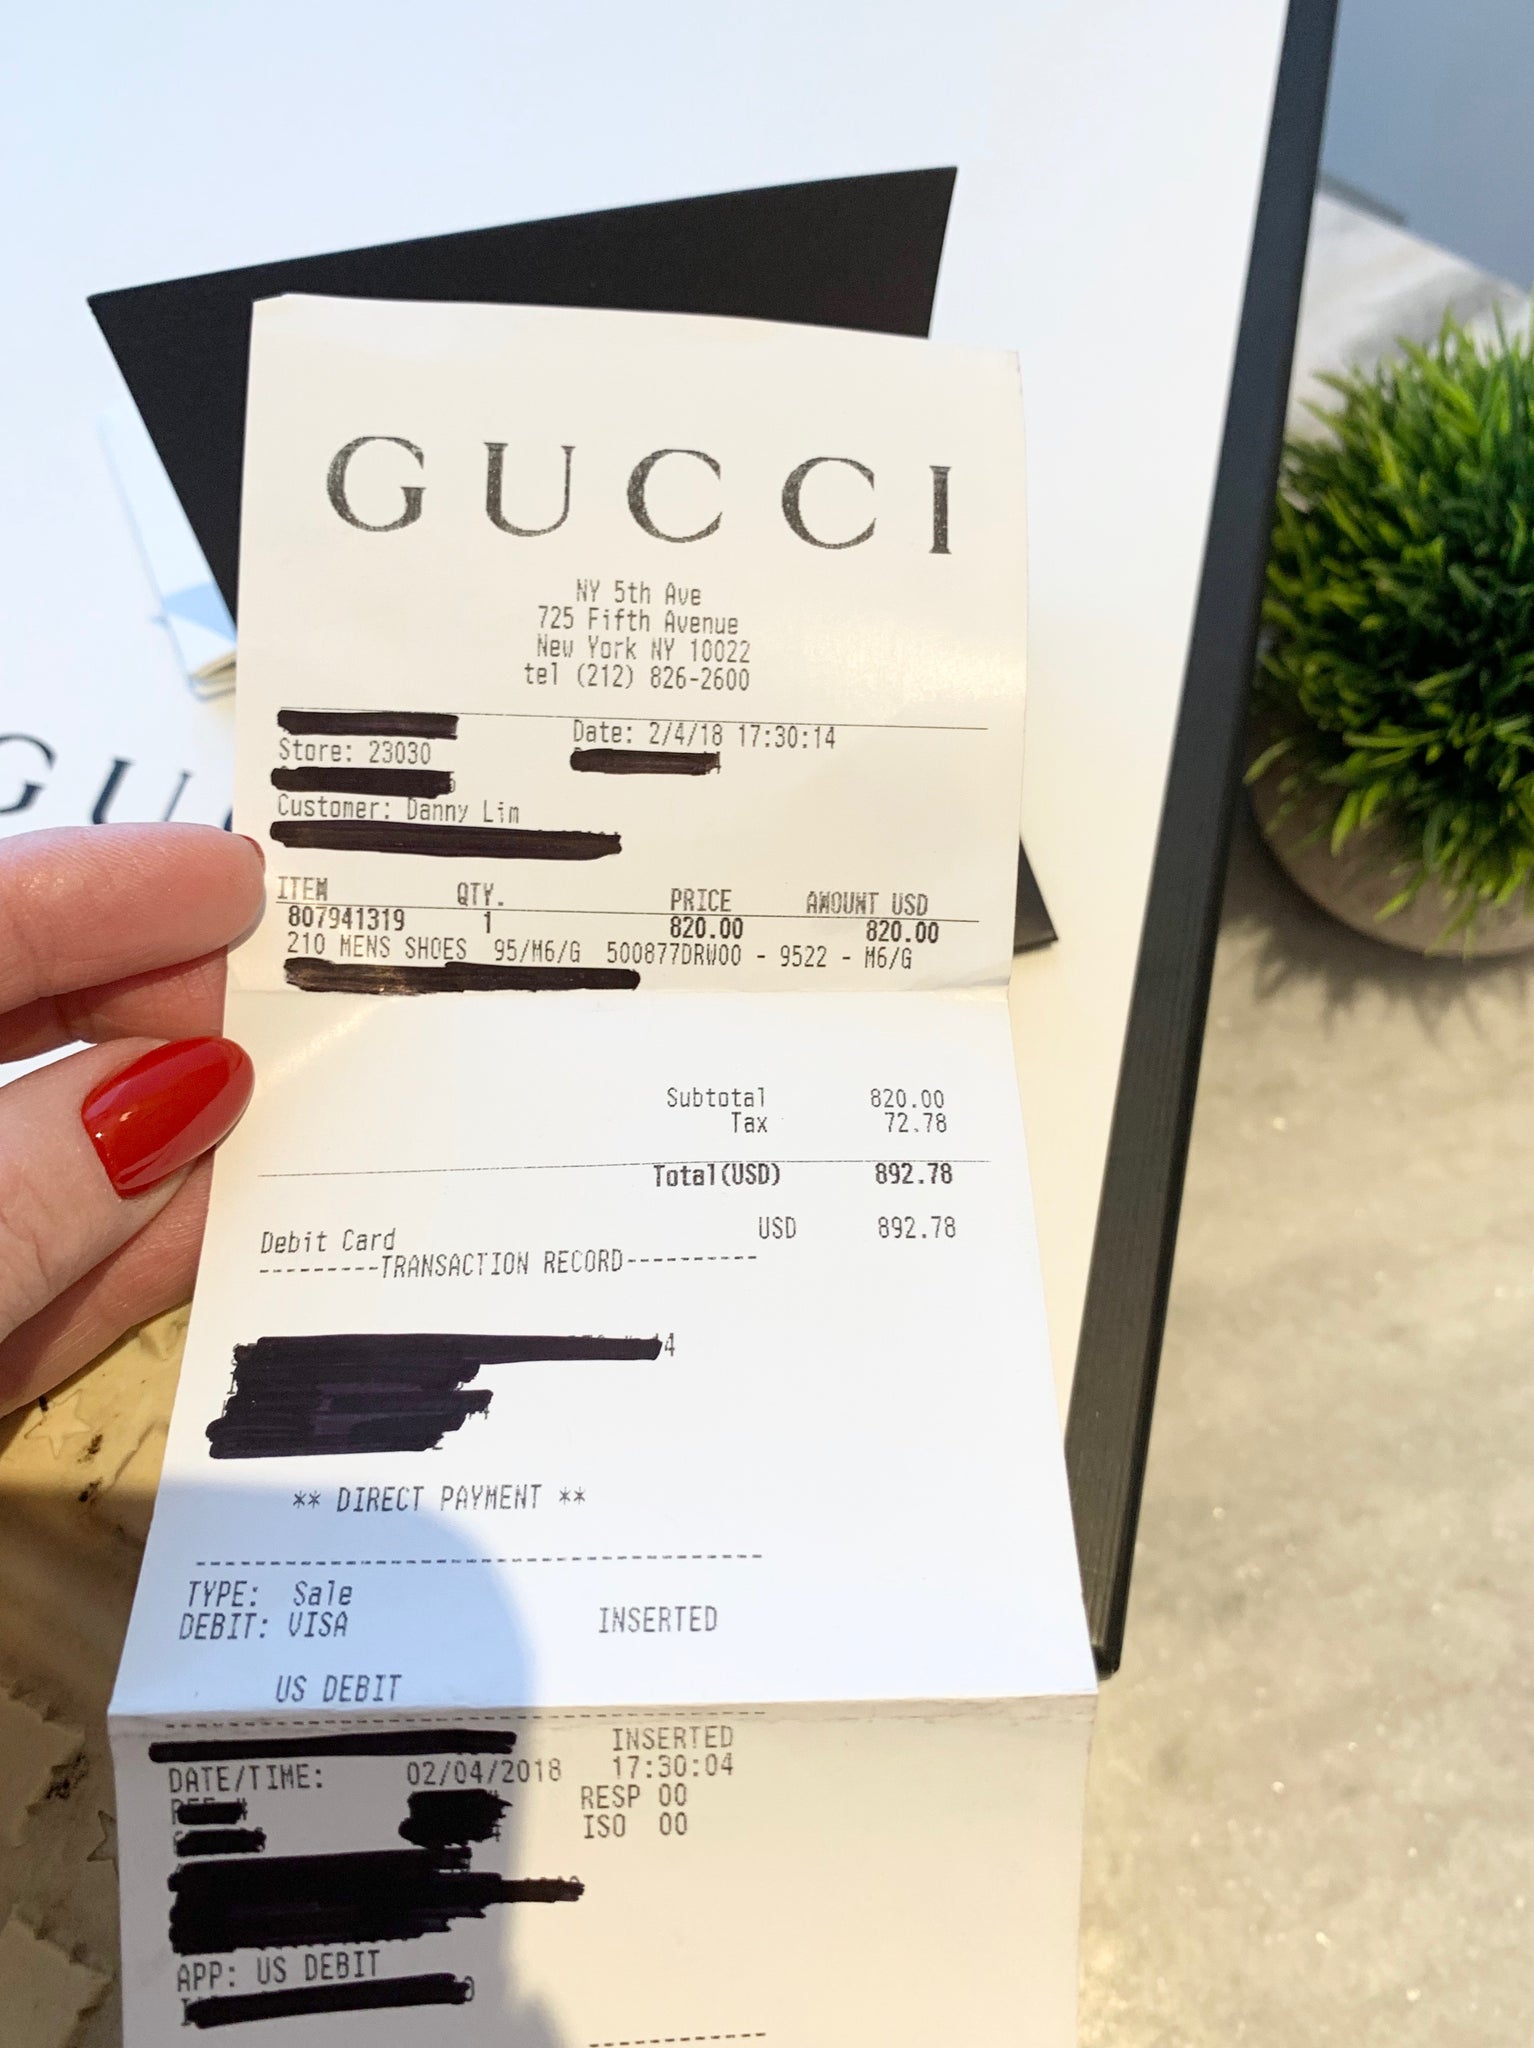 GUCCI
NY 5th Ave
725 Fifth Avenue
New York NY 10022
tel (212) 826-2600
Date: 2/4/18 17:30:14
Store: 23030
Customer: Danny Lim
ITEM QTY. PRICE AMOUNT USD
807941319 1 820.00 820.00
210 MENS SHOES 95/M6/G 500877DRW00 - 9522 - M6/G
Subtotal 820.00
Tax 72.78
Total(USD) 892.78
Debit Card USD 892.78
---------TRANSACTION RECORD----------
** DIRECT PAYMENT **
TYPE: Sale
DEBIT: VISA INSERTED
US DEBIT
INSERTED
DATE/TIME: 02/04/2018 17:30:04
RESP 00
ISO 00
APP: US DEBIT
GU